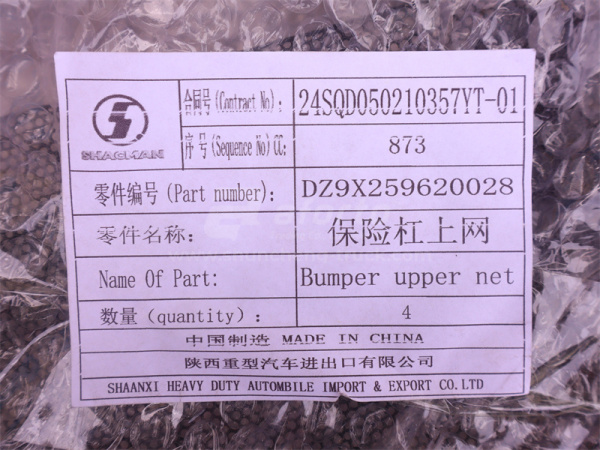 SHACMAN
合同号(Contract No): 24SQD050210357YT-01
序号(Sequence No)CC: 873
零件编号(Part number): DZ9X259620028
零件名称: 保险杠上网
Name Of Part: Bumper upper net
数量(quantity): 4
中国制造 MADE IN CHINA
陕西重型汽车进出口有限公司
SHAANXI HEAVY DUTY AUTOMBILE IMPORT & EXPORT CO.LTD